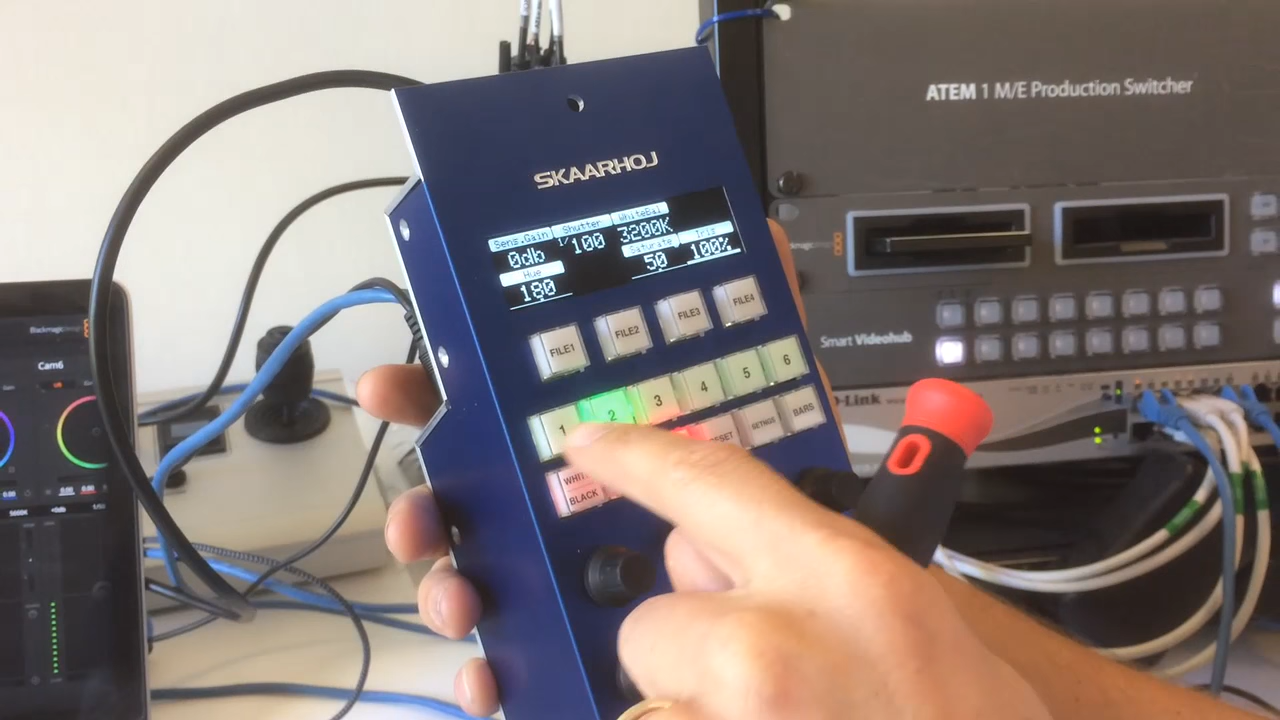 ATEM 1 M/E Production Switcher
SKAARHOJ
Sens.Gain Shutter WhiteBal
0db 1/100 3200K
Hue Saturate Iris
180 50 100%
FILE1 FILE2 FILE3 FILE4
1 2 3 4 5 6
BLACK
BARS
Smart Videohub
Cam6